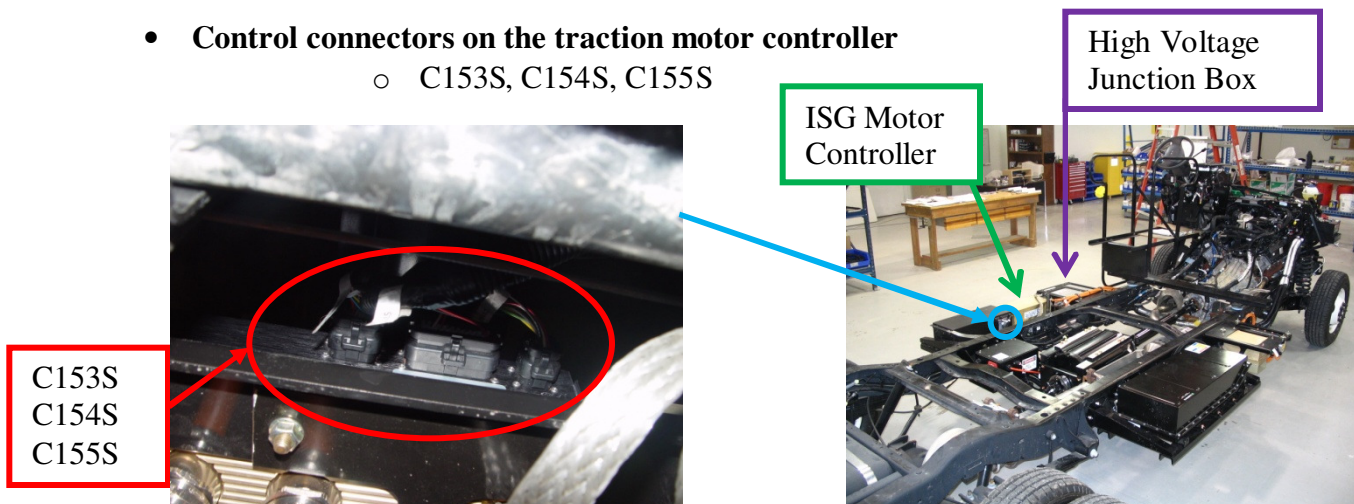 • Control connectors on the traction motor controller
o C153S, C154S, C155S
High Voltage
Junction Box
ISG Motor
Controller
C153S
C154S
C155S